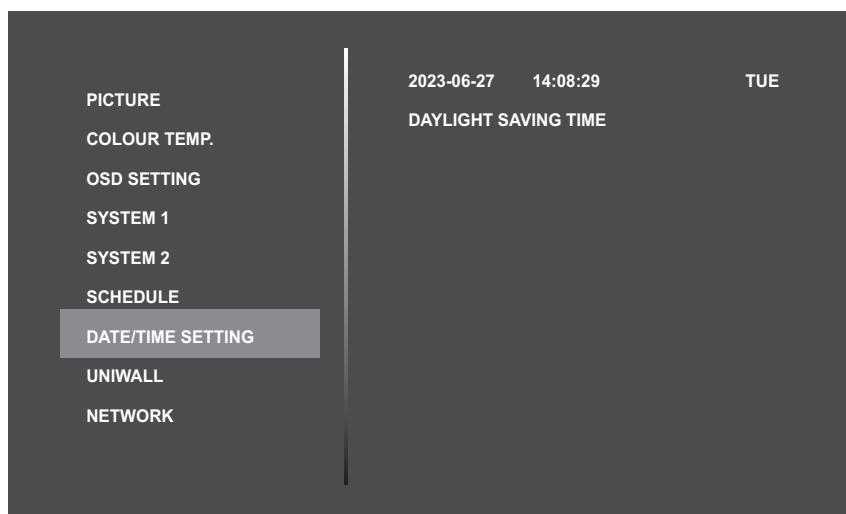 PICTURE
COLOUR TEMP.
OSD SETTING
SYSTEM 1
SYSTEM 2
SCHEDULE
DATE/TIME SETTING
UNIWALL
NETWORK
2023-06-27 14:08:29 TUE
DAYLIGHT SAVING TIME